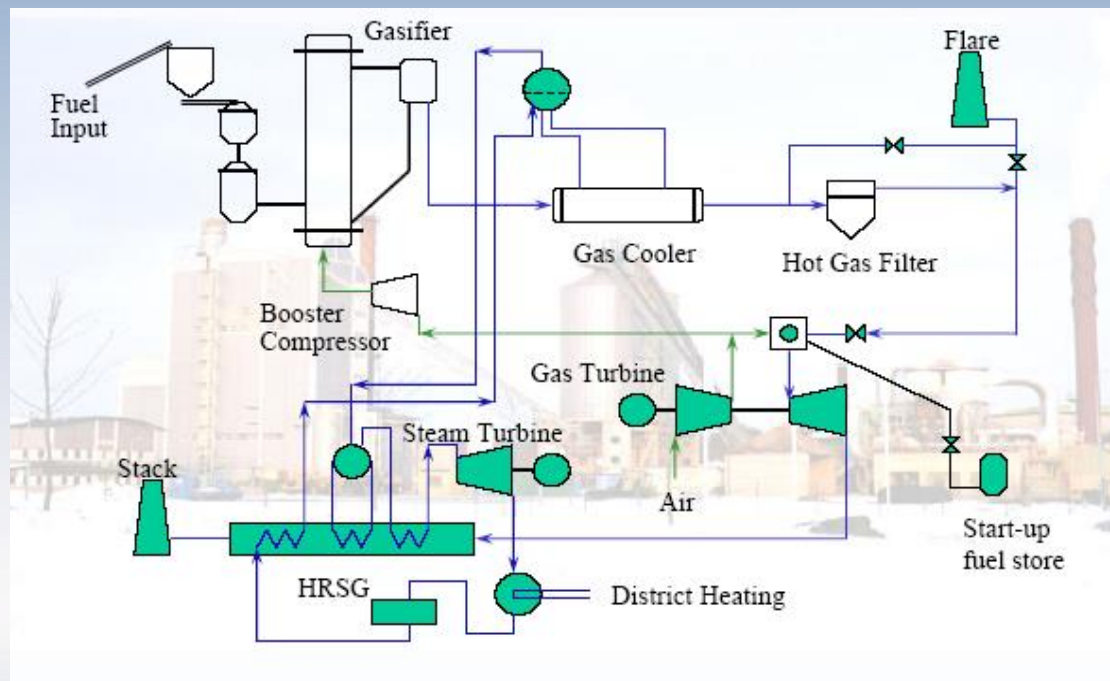 Gasifier
Flare
Fuel
Input
Gas Cooler
Hot Gas Filter
Booster
Compressor
Gas Turbine
Steam Turbine
Stack
Air
Start-up
fuel store
HRSG
District Heating